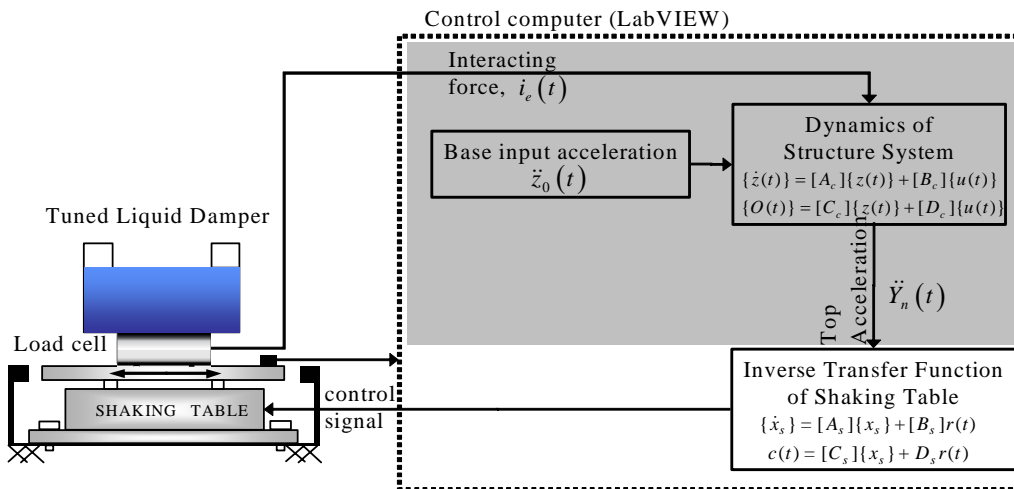 Control computer (LabVIEW)
Interacting
force, i_e(t)
Base input acceleration
z̈_0(t)
Dynamics of
Structure System
{ż(t)} = [A_c]{z(t)} + [B_c]{u(t)}
{O(t)} = [C_c]{z(t)} + [D_c]{u(t)}
Tuned Liquid Damper
Top
Acceleration
Ÿ_n(t)
Load cell
control
signal
SHAKING TABLE
Inverse Transfer Function
of Shaking Table
{ẋ_s} = [A_s]{x_s} + [B_s]r(t)
c(t) = [C_s]{x_s} + D_s r(t)